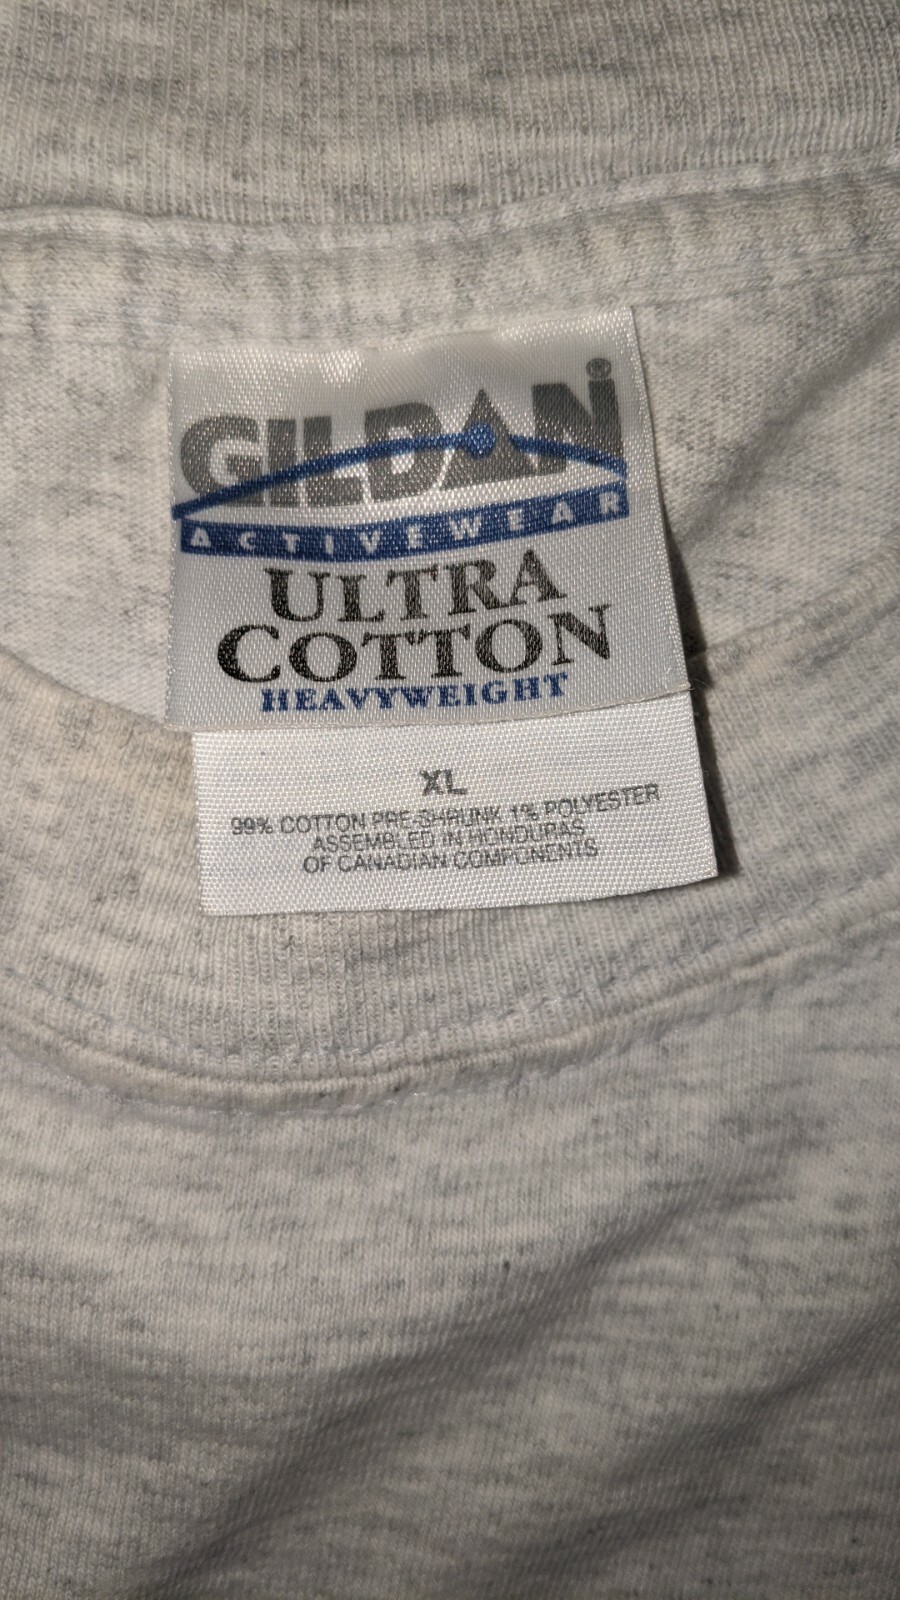 GILDAN®
ACTIVEWEAR
ULTRA
COTTON
HEAVYWEIGHT
XL
99% COTTON PRE-SHRUNK 1% POLYESTER
ASSEMBLED IN HONDURAS
OF CANADIAN COMPONENTS